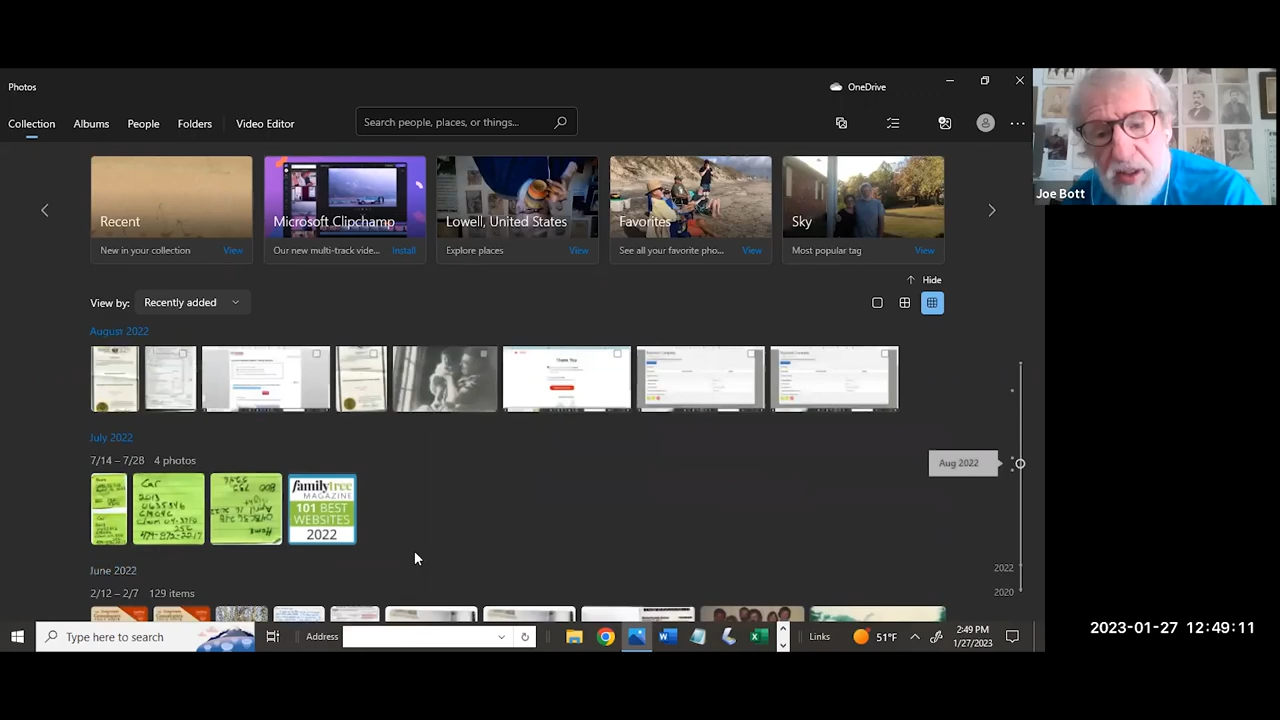 Photos
OneDrive
Collection
Albums
People
Folders
Video Editor
Search people, places, or things...
Joe Bott
Recent
New in your collection
View
Microsoft Clipchamp
Our new multi-track vide...
Install
Lowell, United States
Explore places
View
Favorites
See all your favorite pho...
View
Sky
Most popular tag
View
Hide
View by:
Recently added
August 2022
Thank You
July 2022
7/14 – 7/28 4 photos
Aug 2022
Car
2013
familytree
MAGAZINE
101 BEST
WEBSITES
2022
June 2022
2/12 – 2/7 129 items
2022
2020
Type here to search
Address
Links
51°F
2:49 PM
1/27/2023
2023-01-27 12:49:11